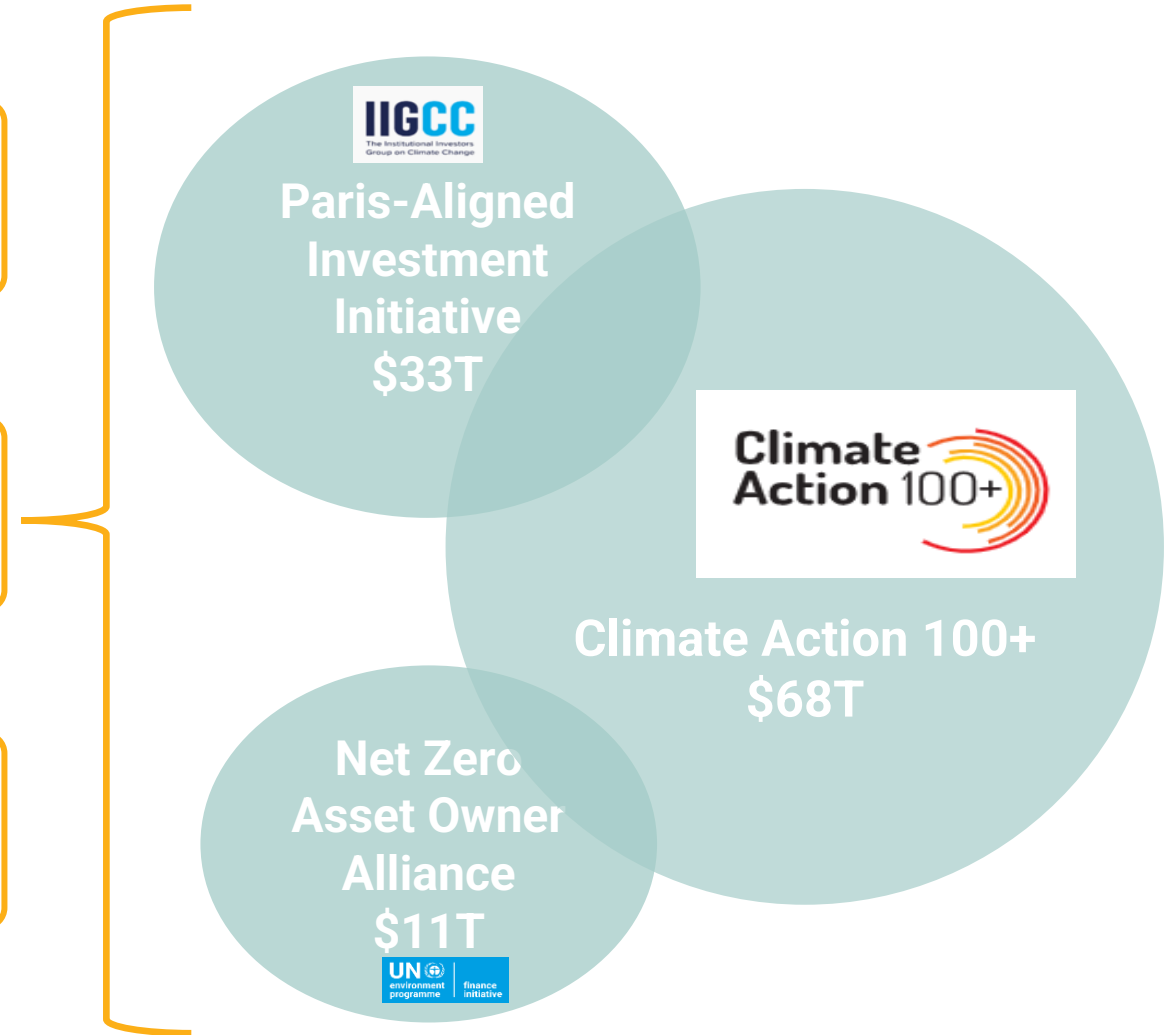 IIGCC
The Institutional Investors
Group on Climate Change
Paris-Aligned
Investment
Initiative
$33T
Climate
Action 100+
Climate Action 100+
$68T
Net Zero
Asset Owner
Alliance
$11T
UN
environment
programme
finance
initiative